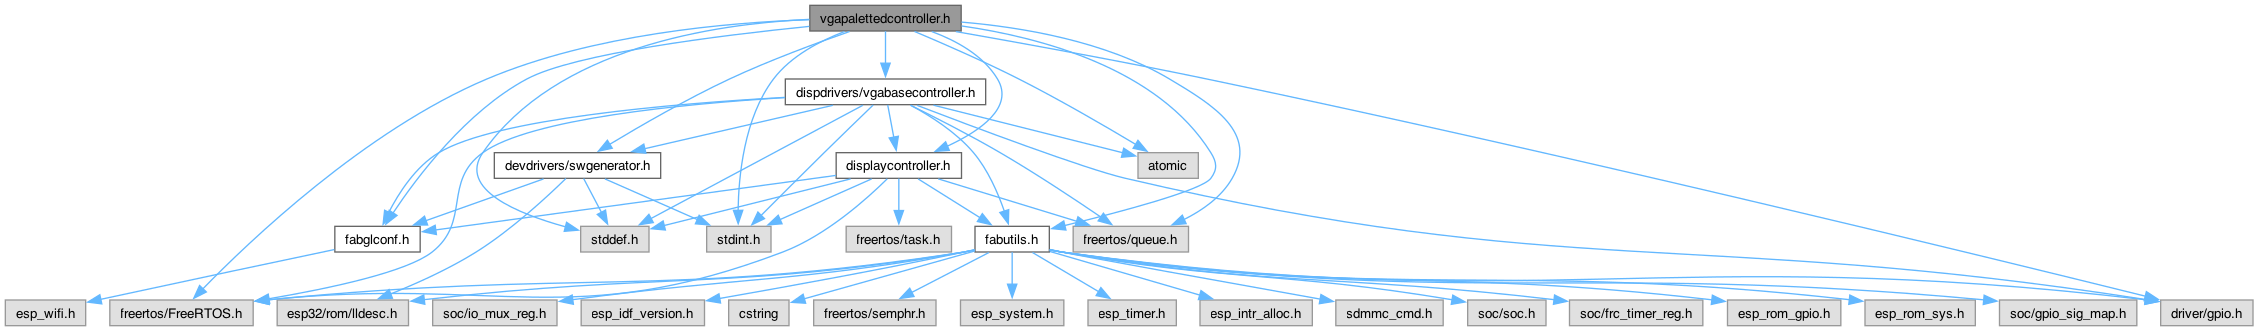 vgapalettedcontroller.h
dispdrivers/vgabasecontroller.h
devdrivers/swgenerator.h
displaycontroller.h
atomic
fabglconf.h
stddef.h
stdint.h
freertos/task.h
fabutils.h
freertos/queue.h
esp_wifi.h
freertos/FreeRTOS.h
esp32/rom/lldesc.h
soc/io_mux_reg.h
esp_idf_version.h
cstring
freertos/semphr.h
esp_system.h
esp_timer.h
esp_intr_alloc.h
sdmmc_cmd.h
soc/soc.h
soc/frc_timer_reg.h
esp_rom_gpio.h
esp_rom_sys.h
soc/gpio_sig_map.h
driver/gpio.h